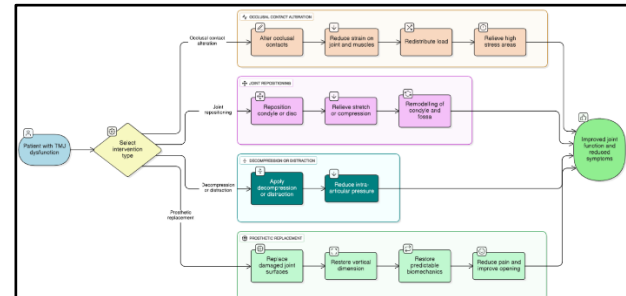 OCCLUSAL CONTACT ALTERATION
Occlusal contact
alteration
Alter occlusal
contacts
Reduce strain on
joint and muscles
Redistribute load
Relieve high
stress areas
JOINT REPOSITIONING
Joint
repositioning
Reposition
condyle or disc
Relieve stretch
or compression
Remodelling of
condyle and
fossa
Patient with TMJ
dysfunction
Select
intervention
type
Improved joint
function and
reduced
symptoms
DECOMPRESSION OR DISTRACTION
Decompression
or distraction
Apply
decompression
or distraction
Reduce intra-
articular pressure
Prosthetic
replacement
PROSTHETIC REPLACEMENT
Replace
damaged joint
surfaces
Restore vertical
dimension
Restore
predictable
biomechanics
Reduce pain and
improve opening